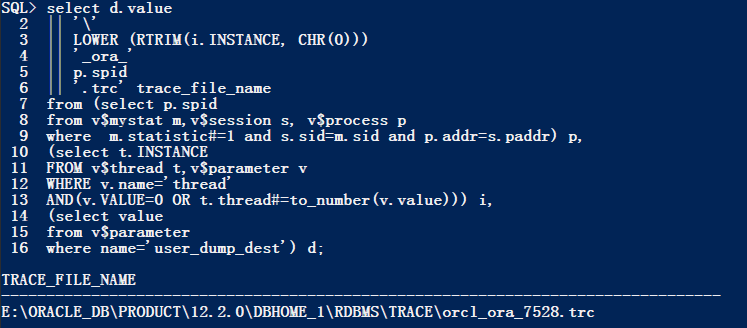 SQL> select d.value
2 || '\'
3 || LOWER (RTRIM(i.INSTANCE, CHR(0)))
4 || '_ora_'
5 || p.spid
6 || '.trc' trace_file_name
7 from (select p.spid
8 from v$mystat m,v$session s, v$process p
9 where  m.statistic#=1 and s.sid=m.sid and p.addr=s.paddr) p,
10 (select t.INSTANCE
11 FROM v$thread t,v$parameter v
12 WHERE v.name='thread'
13 AND(v.VALUE=0 OR t.thread#=to_number(v.value))) i,
14 (select value
15 from v$parameter
16 where name='user_dump_dest') d;
TRACE_FILE_NAME
--------------------------------------------------------------------------------
E:\ORACLE_DB\PRODUCT\12.2.0\DBHOME_1\RDBMS\TRACE\orcl_ora_7528.trc